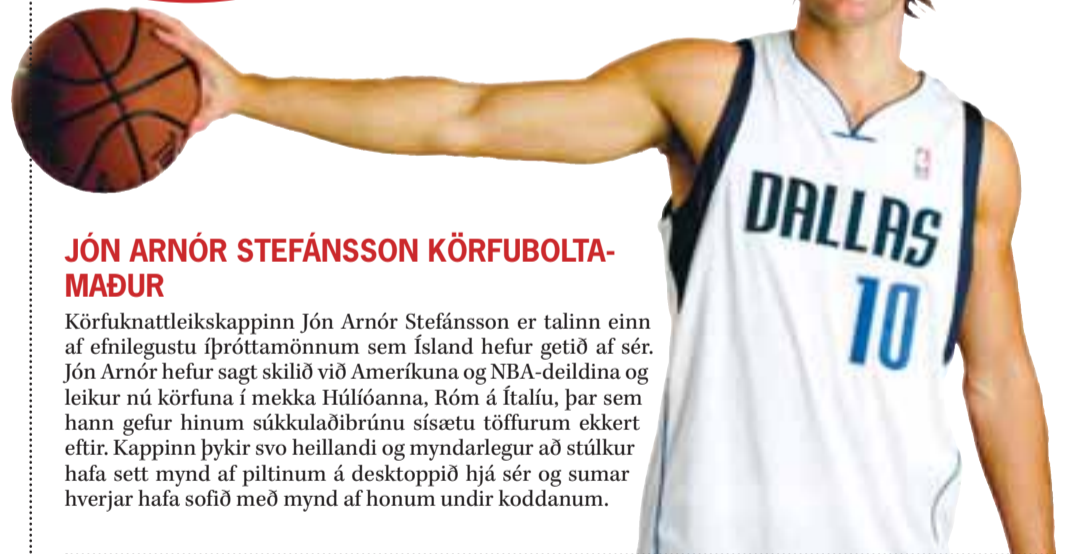 DALLAS
10
JÓN ARNÓR STEFÁNSSON KÖRFUBOLTA-
MAÐUR
Körfuknattleikskappinn Jón Arnór Stefánsson er talinn einn
af efnilegustu íþróttamönnum sem Ísland hefur getið af sér.
Jón Arnór hefur sagt skilið við Ameríkuna og NBA-deildina og
leikur nú körfuna í mekka Húlíóanna, Róm á Ítalíu, þar sem
hann gefur hinum súkkulaðibrúnu sísætu töffurum ekkert
eftir. Kappinn þykir svo heillandi og myndarlegur að stúlkur
hafa sett mynd af piltinum á desktoppið hjá sér og sumar
hverjar hafa sofið með mynd af honum undir koddanum.